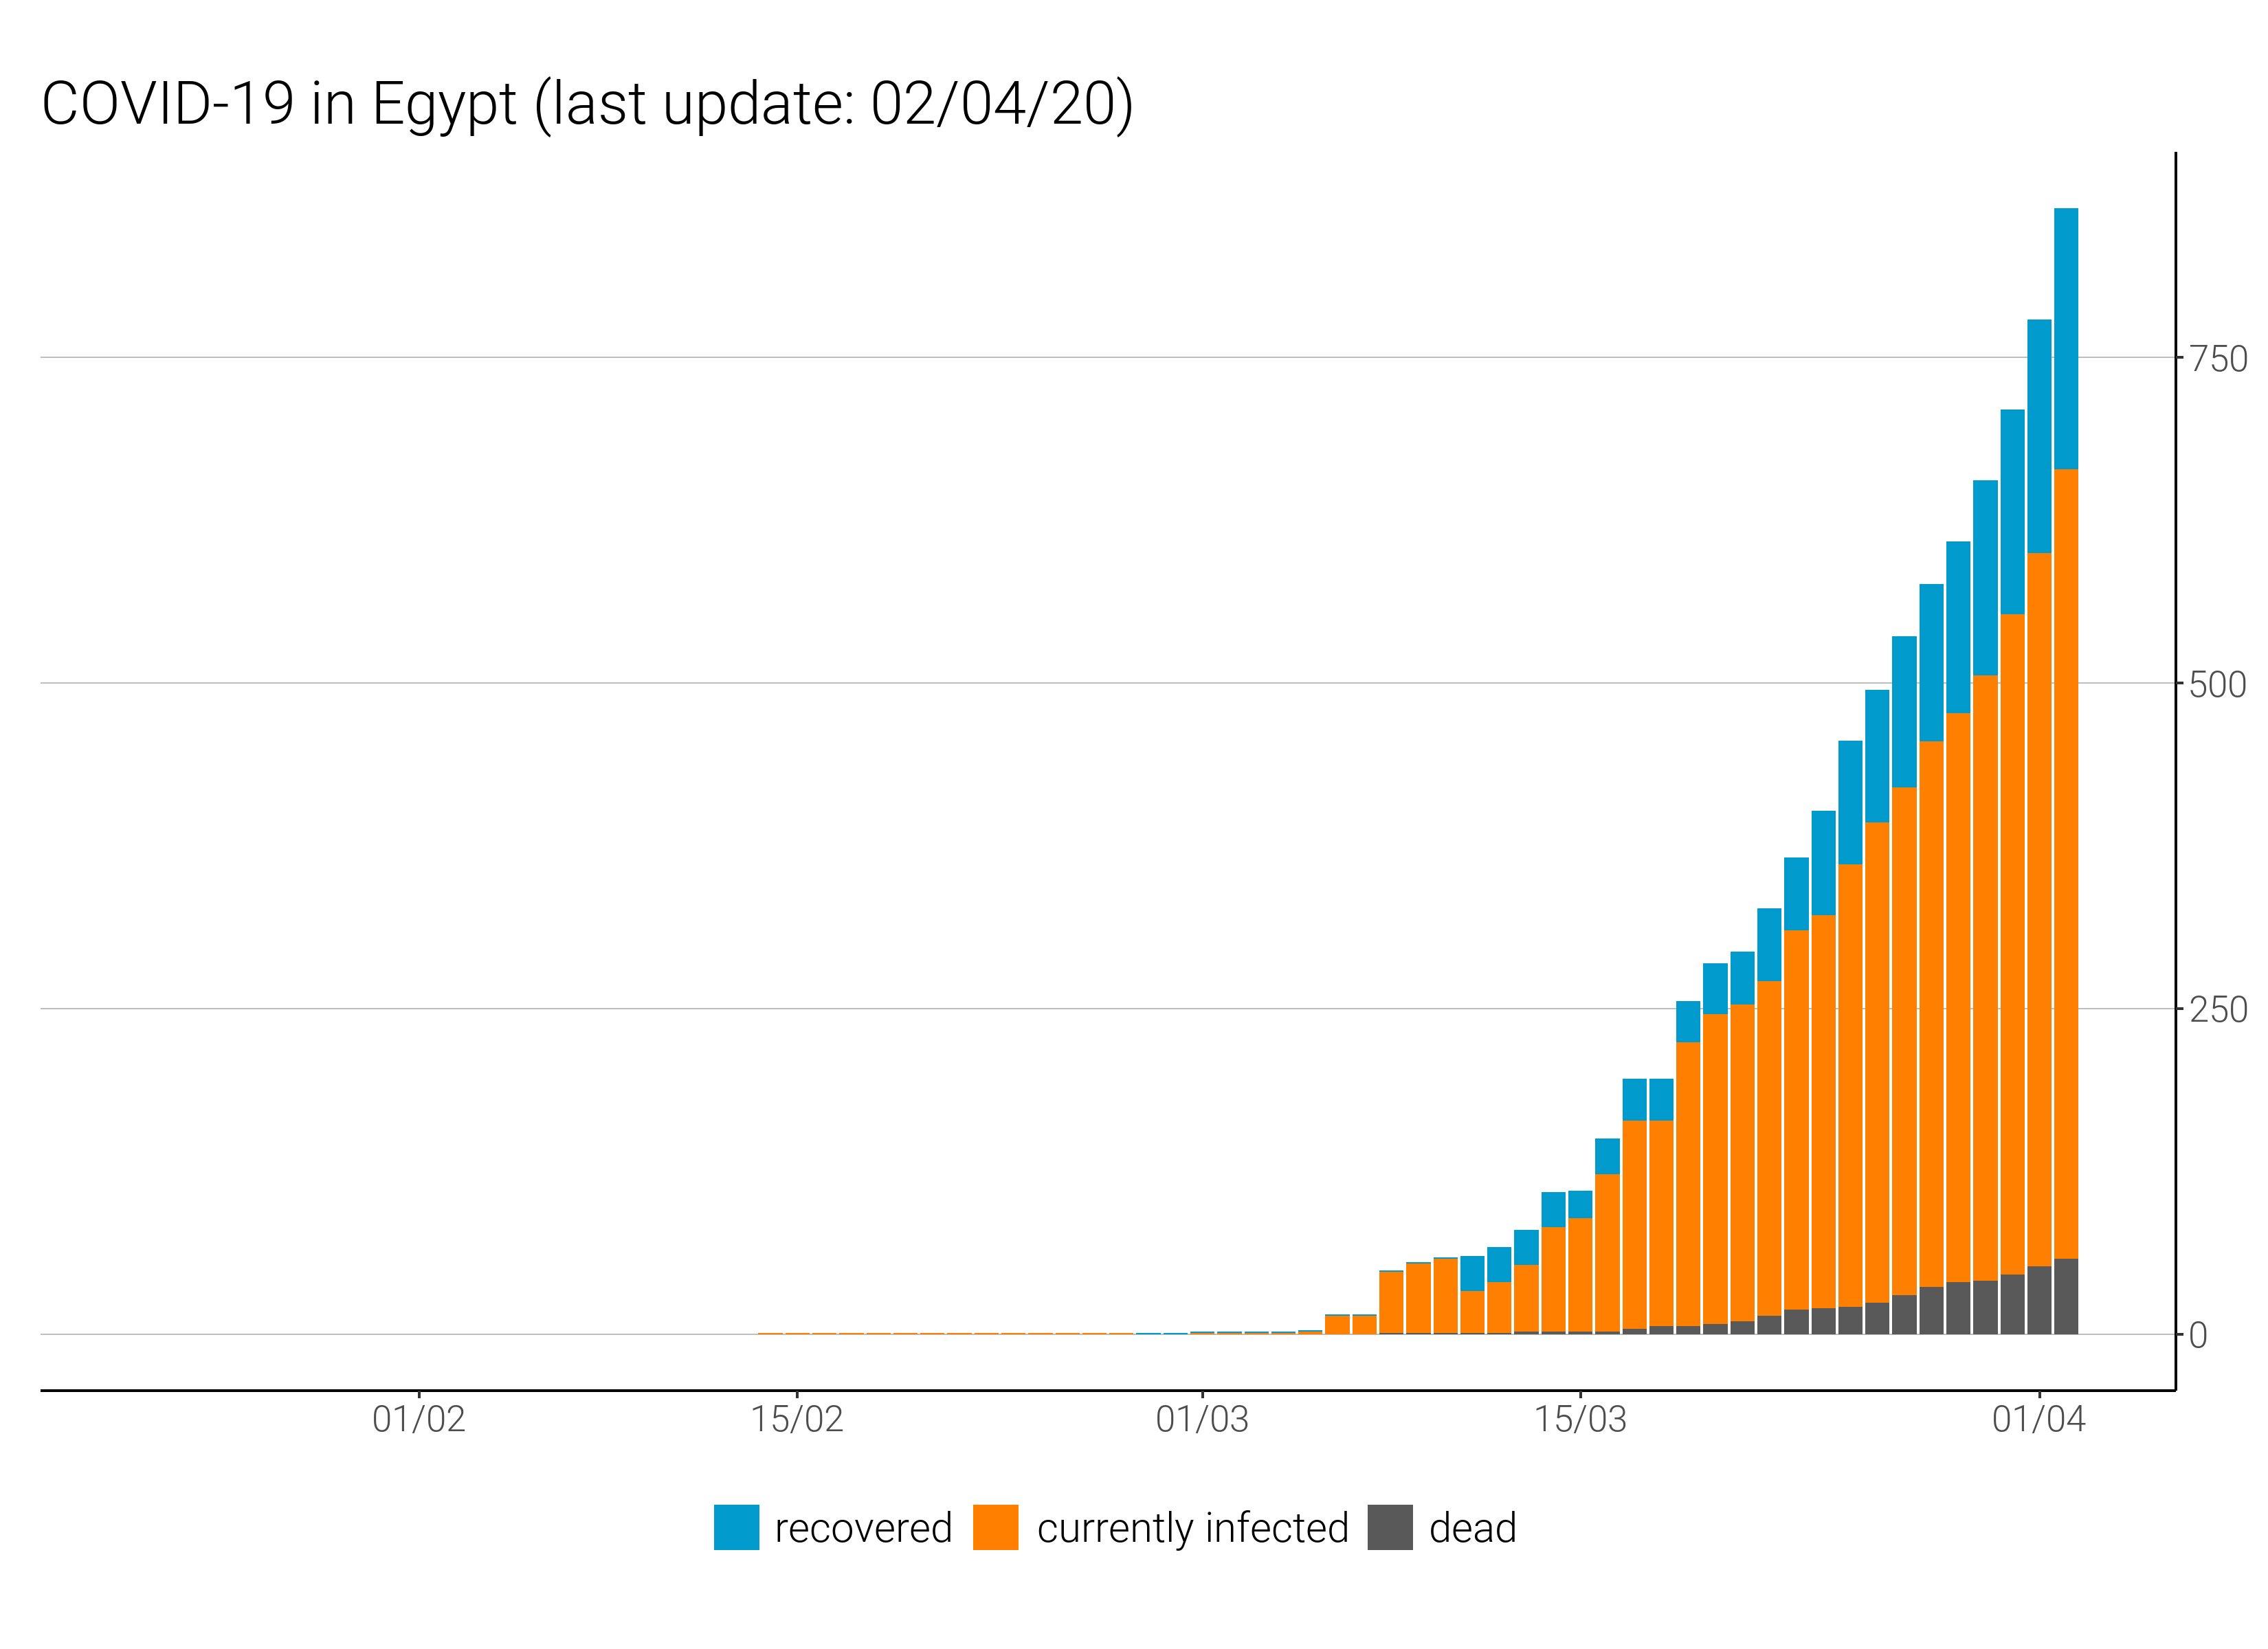 COVID-19 in Egypt (last update: 02/04/20)
750
500
250
0
01/02 15/02 01/03 15/03 01/04
recovered currently infected dead